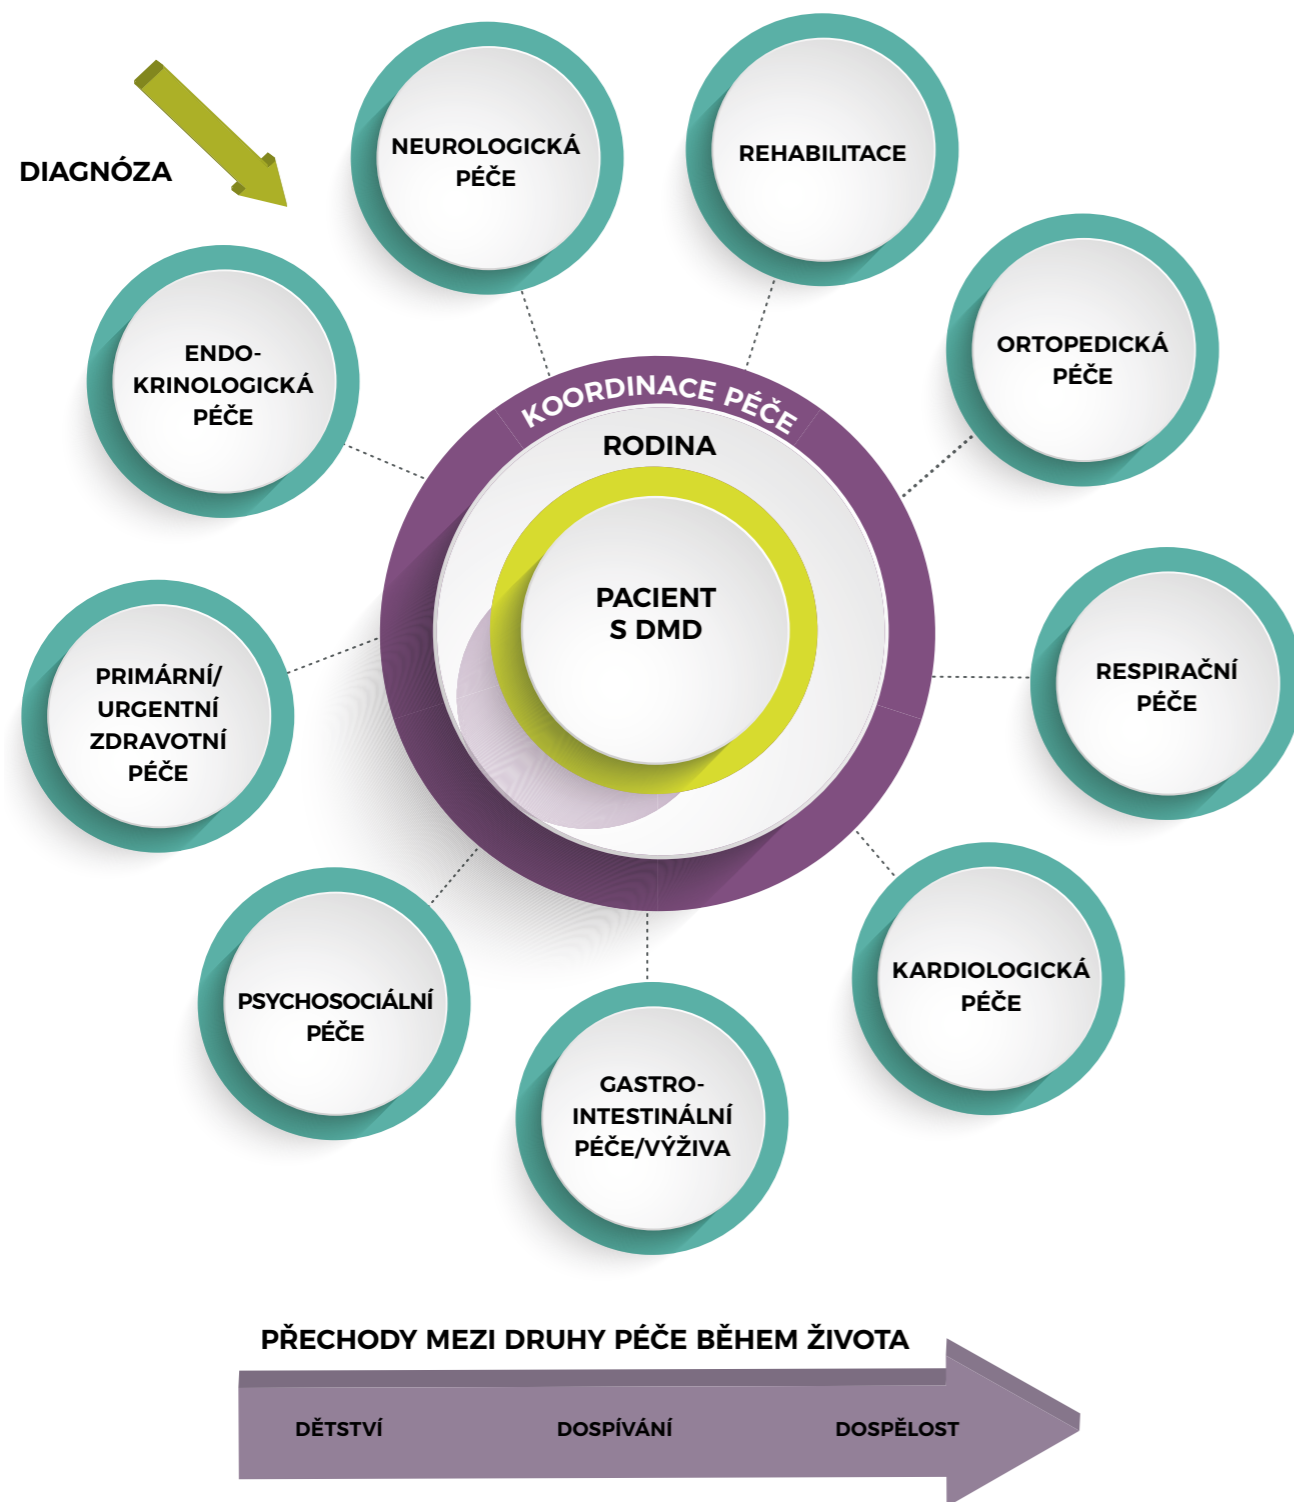 DIAGNÓZA
NEUROLOGICKÁ
PÉČE
REHABILITACE
ENDO-
KRINOLOGICKÁ
PÉČE
ORTOPEDICKÁ
PÉČE
KOORDINACE PÉČE
RODINA
PACIENT
S DMD
PRIMÁRNÍ/
URGENTNÍ
ZDRAVOTNÍ
PÉČE
RESPIRAČNÍ
PÉČE
PSYCHOSOCIÁLNÍ
PÉČE
KARDIOLOGICKÁ
PÉČE
GASTRO-
INTESTINÁLNÍ
PÉČE/VÝŽIVA
PŘECHODY MEZI DRUHY PÉČE BĚHEM ŽIVOTA
DĚTSTVÍ
DOSPÍVÁNÍ
DOSPĚLOST